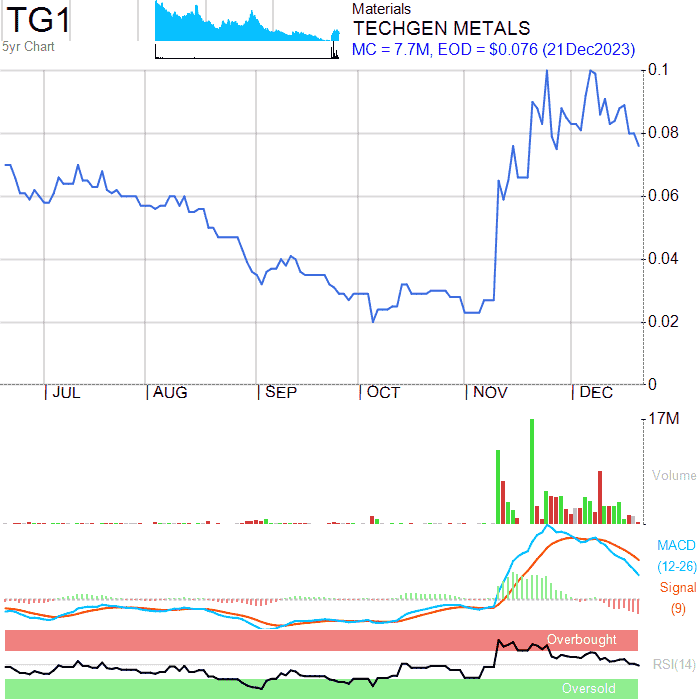 TG1
5yr Chart
Materials
TECHGEN METALS
MC = 7.7M, EOD = $0.076 (21Dec2023)
0.1
0.08
0.06
0.04
0.02
0
JUL AUG SEP OCT NOV DEC
17M
Volume
MACD
(12-26)
Signal
(9)
Overbought
RSI(14)
Oversold